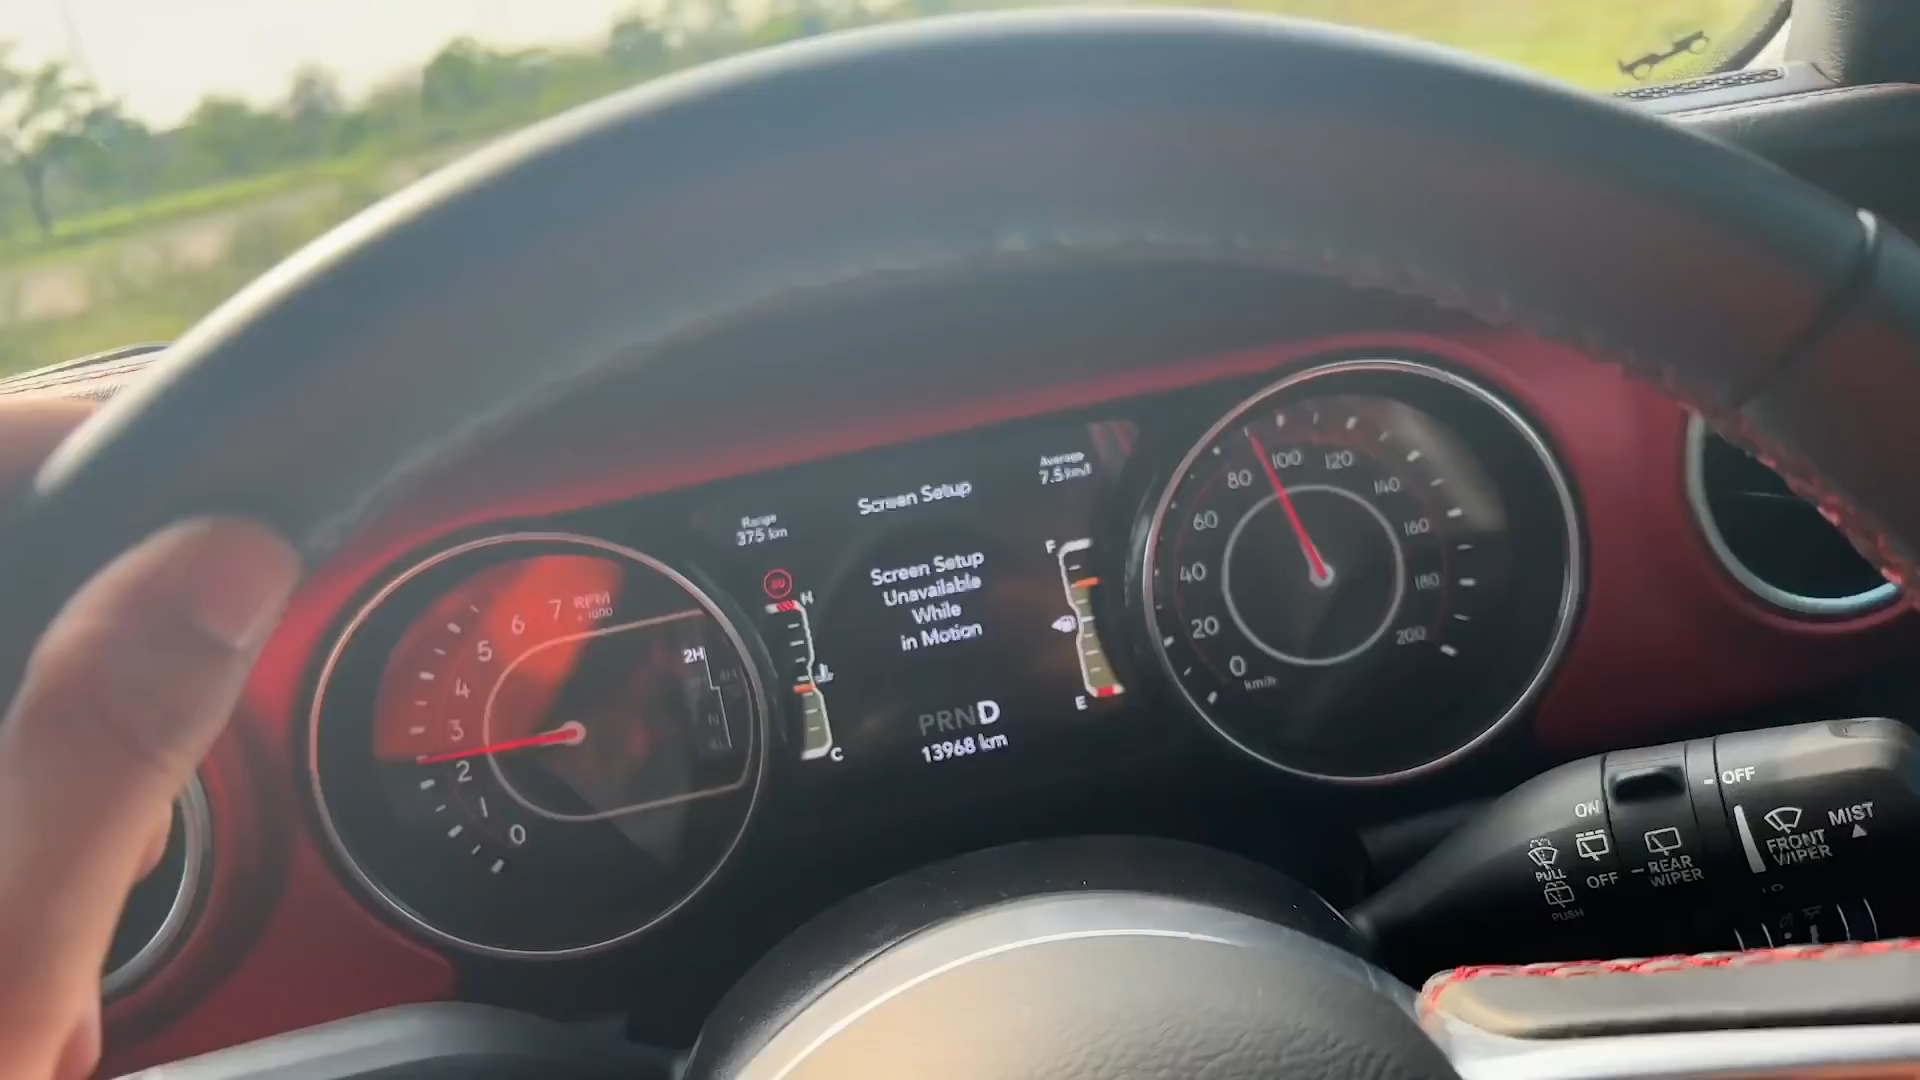 Screen Setup
Average
7.5 km/l
Range
375 km
80
H
F
Screen Setup
Unavailable
While
in Motion
C
E
PRND
13968 km
7
6
5
4
3
2
1
0
RPM
x 1000
2H
N
0
20
40
60
80
100
120
140
160
180
200
km/h
OFF
ON
PULL
OFF
PUSH
REAR
WIPER
FRONT
WIPER
MIST
LO